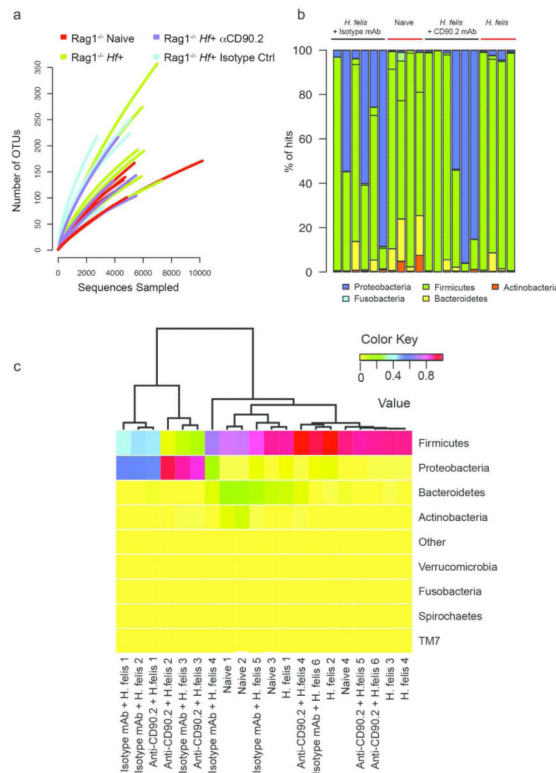 a
Rag1-/- Naive
Rag1-/- Hf+ αCD90.2
Rag1-/- Hf+
Rag1-/- Hf+ Isotype Ctrl
Number of OTUs
350
300
250
200
150
100
50
0
0 2000 4000 6000 8000 10000
Sequences Sampled
b
H. felis + Isotype mAb
Naive
H. felis + CD90.2 mAb
H. felis
% of hits
100
80
60
40
20
0
Proteobacteria
Firmicutes
Actinobacteria
Fusobacteria
Bacteroidetes
c
Color Key
0 0.4 0.8
Value
Firmicutes
Proteobacteria
Bacteroidetes
Actinobacteria
Other
Verrucomicrobia
Fusobacteria
Spirochaetes
TM7
Isotype mAb + H. felis 1
Isotype mAb + H. felis 2
Anti-CD90.2 + H.felis 1
Anti-CD90.2 + H.felis 2
Isotype mAb + H. felis 3
Anti-CD90.2 + H.felis 3
Isotype mAb + H. felis 4
Naive 1
Naive 2
Isotype mAb + H. felis 5
Naive 3
H. felis 1
Anti-CD90.2 + H.felis 4
Isotype mAb + H. felis 6
H. felis 2
Naive 4
Anti-CD90.2 + H.felis 5
Anti-CD90.2 + H.felis 6
H. felis 3
H. felis 4